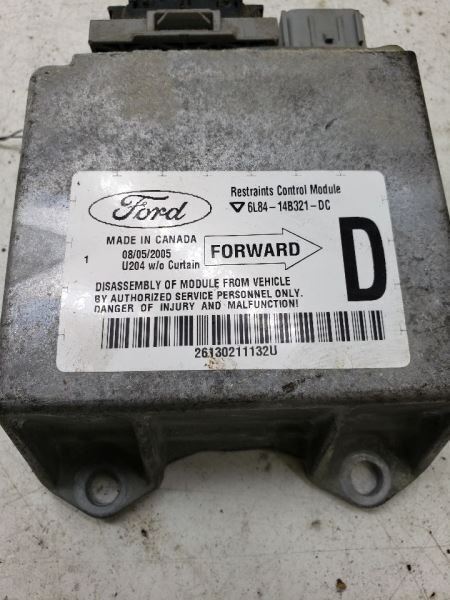 Ford
Restraints Control Module
6L84-14B321-DC
MADE IN CANADA
08/05/2005
1
U204 w/o Curtain
FORWARD
D
DISASSEMBLY OF MODULE FROM VEHICLE
BY AUTHORIZED SERVICE PERSONNEL ONLY.
DANGER OF INJURY AND MALFUNCTION!
26130211132U